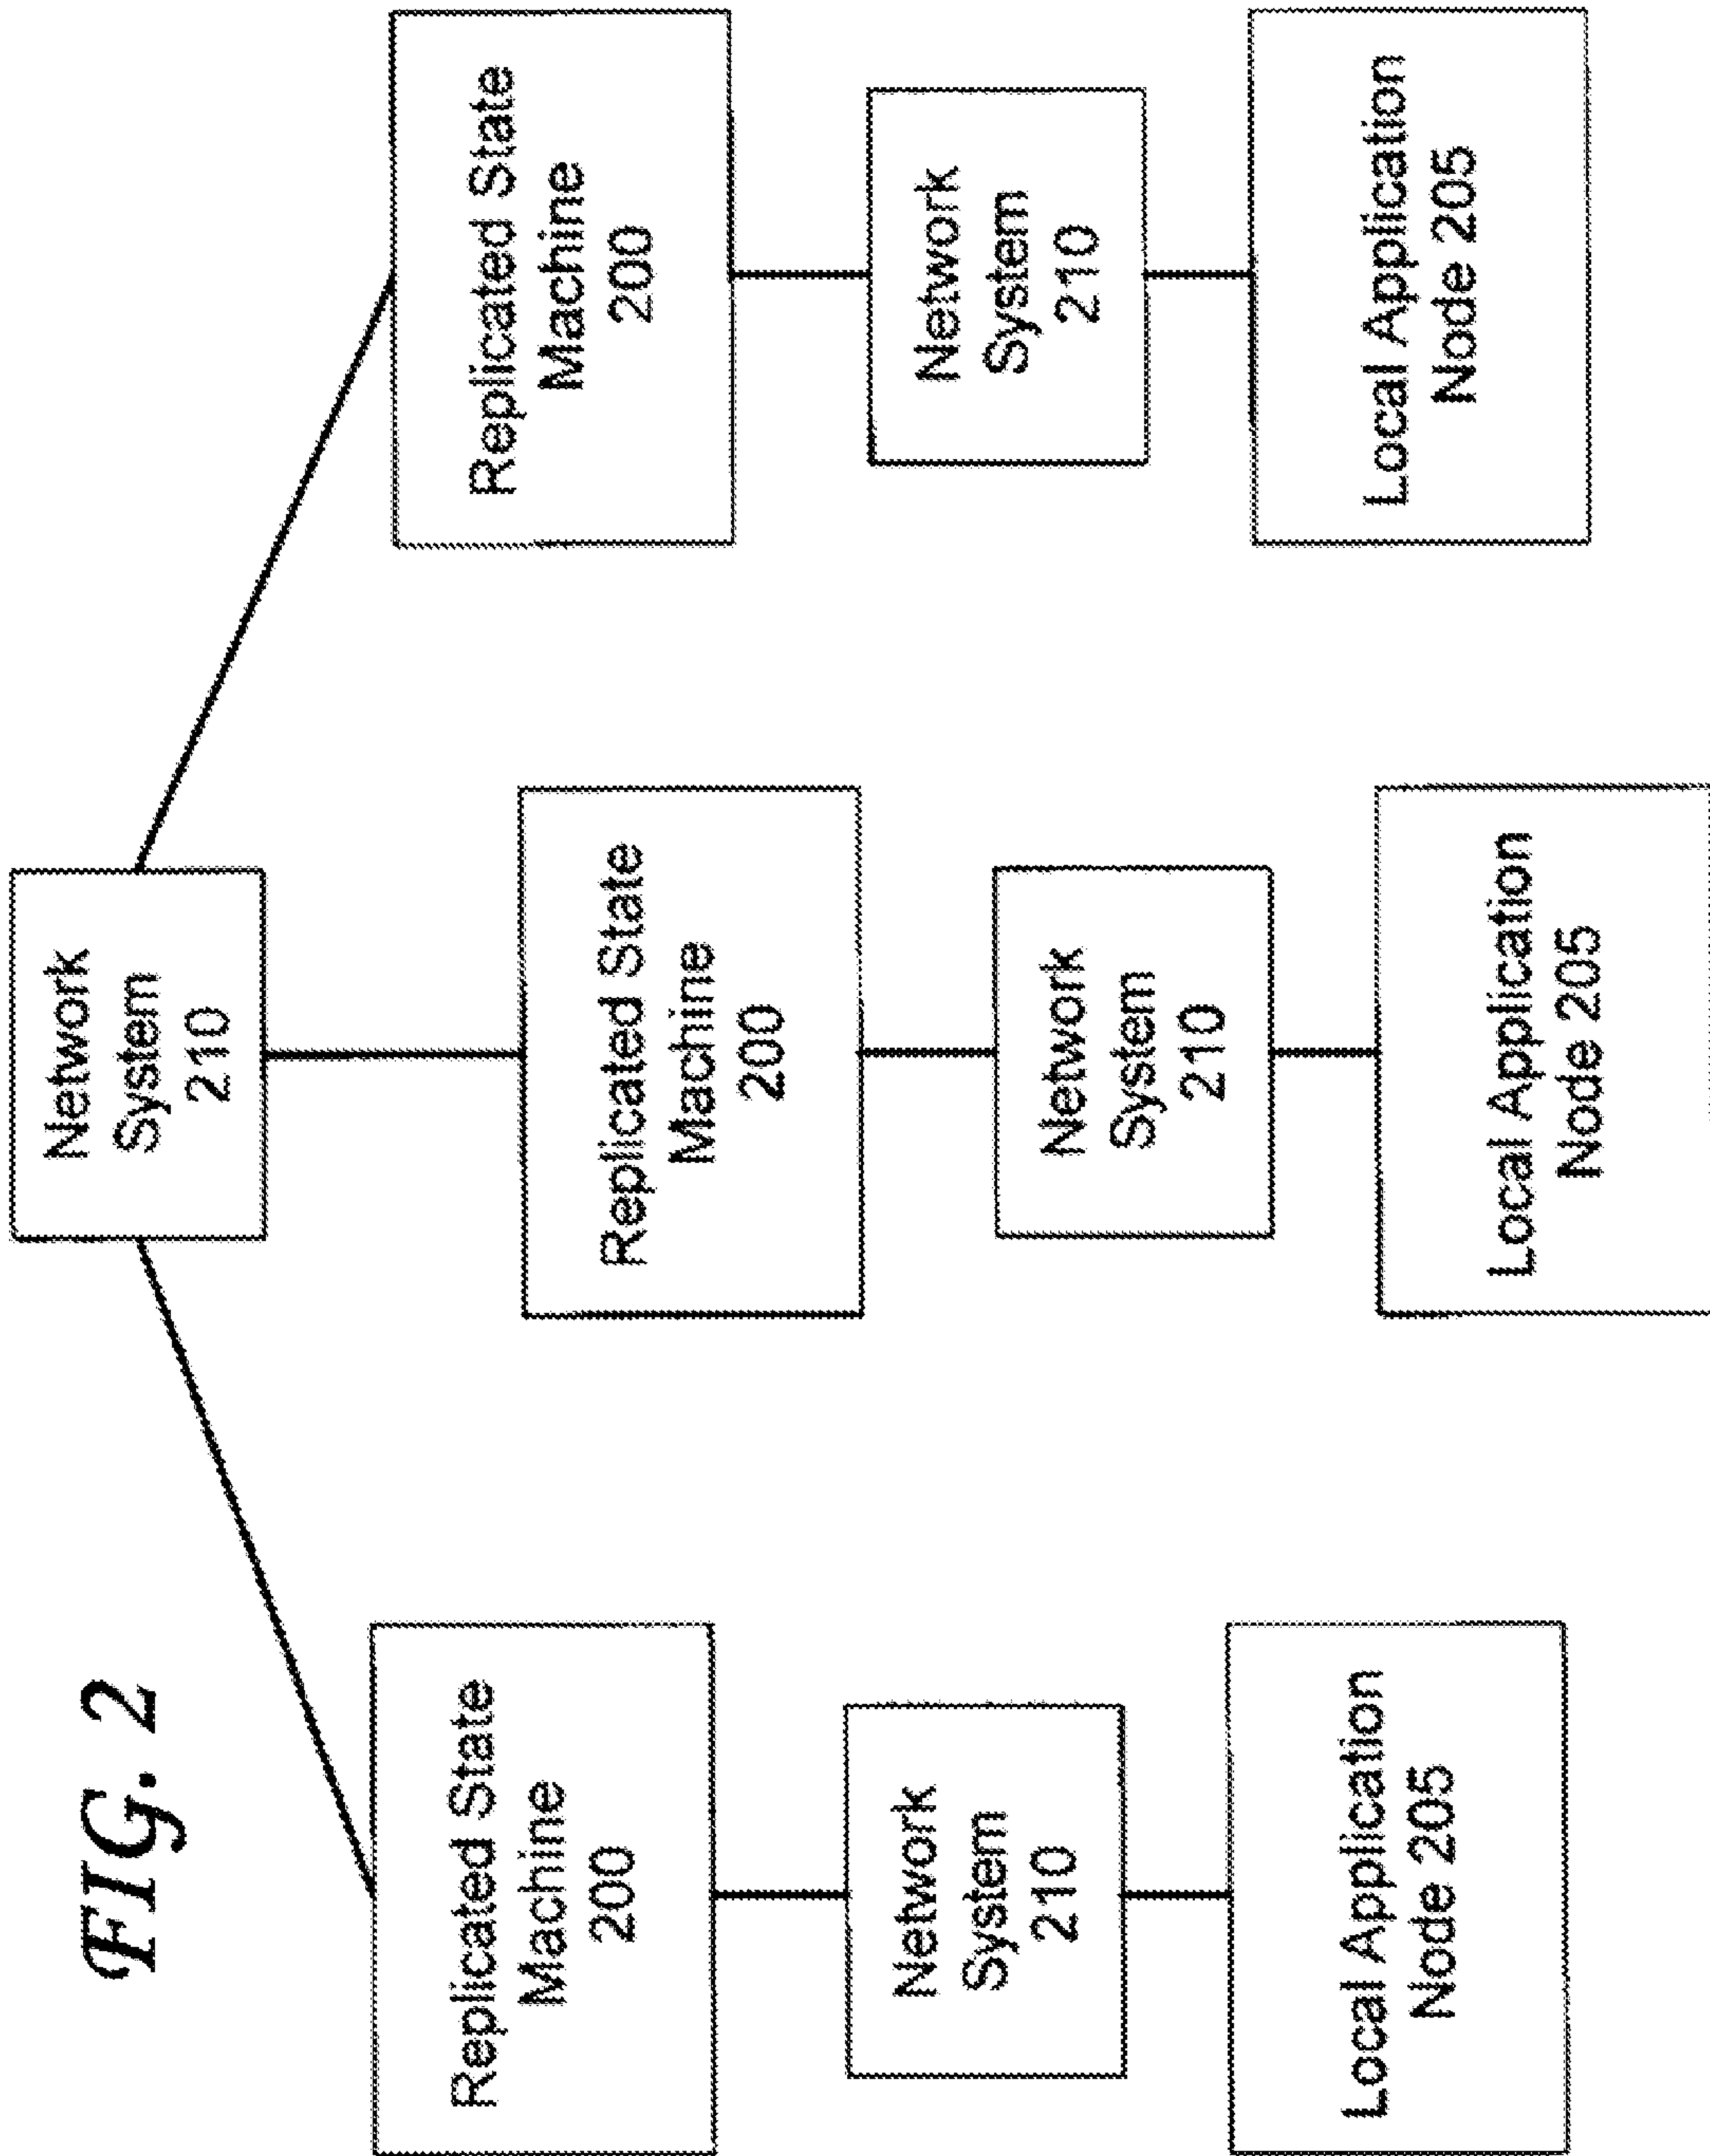 FIG. 2
Network
System
210
Replicated State
Machine
200
Network
System
210
Local Application
Node 205
Replicated State
Machine
200
Network
System
210
Local Application
Node 205
Replicated State
Machine
200
Network
System
210
Local Application
Node 205